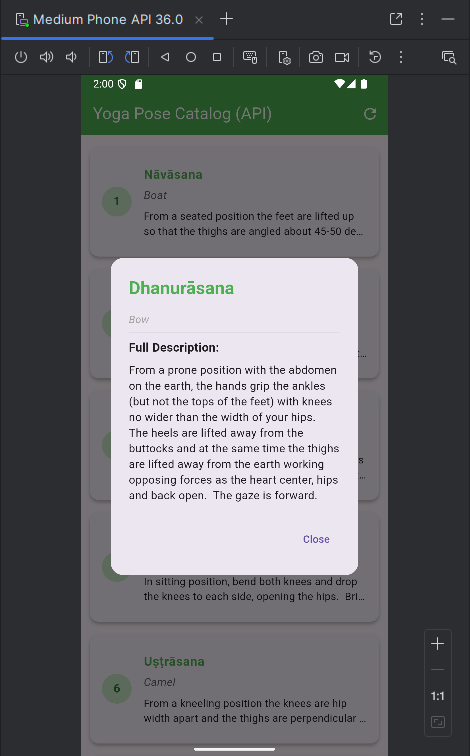 Medium Phone API 36.0
2:00
Yoga Pose Catalog (API)
1
Nāvāsana
Boat
From a seated position the feet are lifted up
so that the thighs are angled about 45-50 de...
Dhanurāsana
Bow
Full Description:
From a prone position with the abdomen
on the earth, the hands grip the ankles
(but not the tops of the feet) with knees
no wider than the width of your hips.
The heels are lifted away from the
buttocks and at the same time the thighs
are lifted away from the earth working
opposing forces as the heart center, hips
and back open.  The gaze is forward.
Close
In sitting position, bend both knees and drop
the knees to each side, opening the hips.  Bri...
6
Uṣṭrāsana
Camel
From a kneeling position the knees are hip
width apart and the thighs are perpendicular ...
1:1